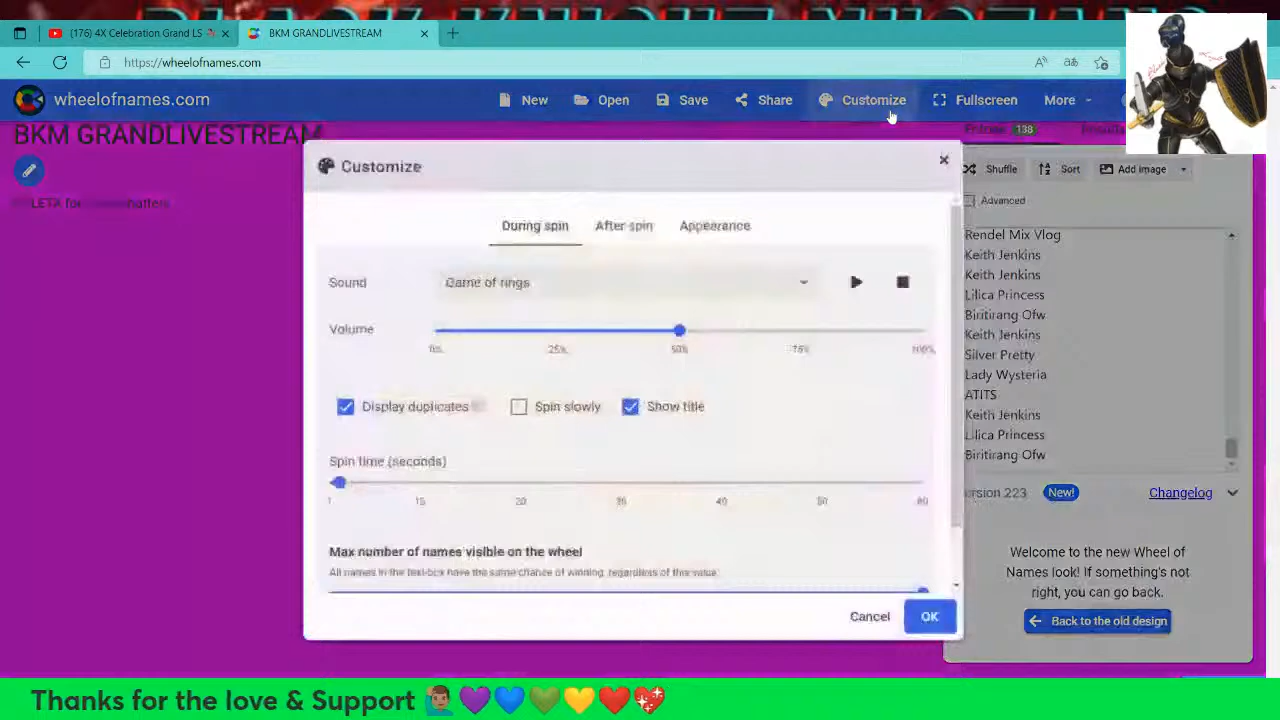 (176) 4X Celebration Grand LS
BKM GRANDLIVESTREAM
https://wheelofnames.com
wheelofnames.com
New
Open
Save
Share
Customize
Fullscreen
More
BKM GRANDLIVESTREAM
138
Customize
Shuffle
Sort
Add image
Advanced
During spin
After spin
Appearance
Sound
Game of rings
Volume
0%
25%
50%
75%
100%
Display duplicates
Spin slowly
Show title
Spin time (seconds)
1
20
40
50
60
Max number of names visible on the wheel
All names in the text-box have the same chance of winning, regardless of this value.
Cancel
OK
Rendel Mix Vlog
Keith Jenkins
Keith Jenkins
Lilica Princess
Biritirang Ofw
Keith Jenkins
Silver Pretty
Lady Wysteria
ATITS
Keith Jenkins
Lilica Princess
Biritirang Ofw
223
New!
Changelog
Welcome to the new Wheel of
Names look! If something's not
right, you can go back.
Back to the old design
Thanks for the love & Support 🙋🏽‍♂️💜💙💚💛❤️💖